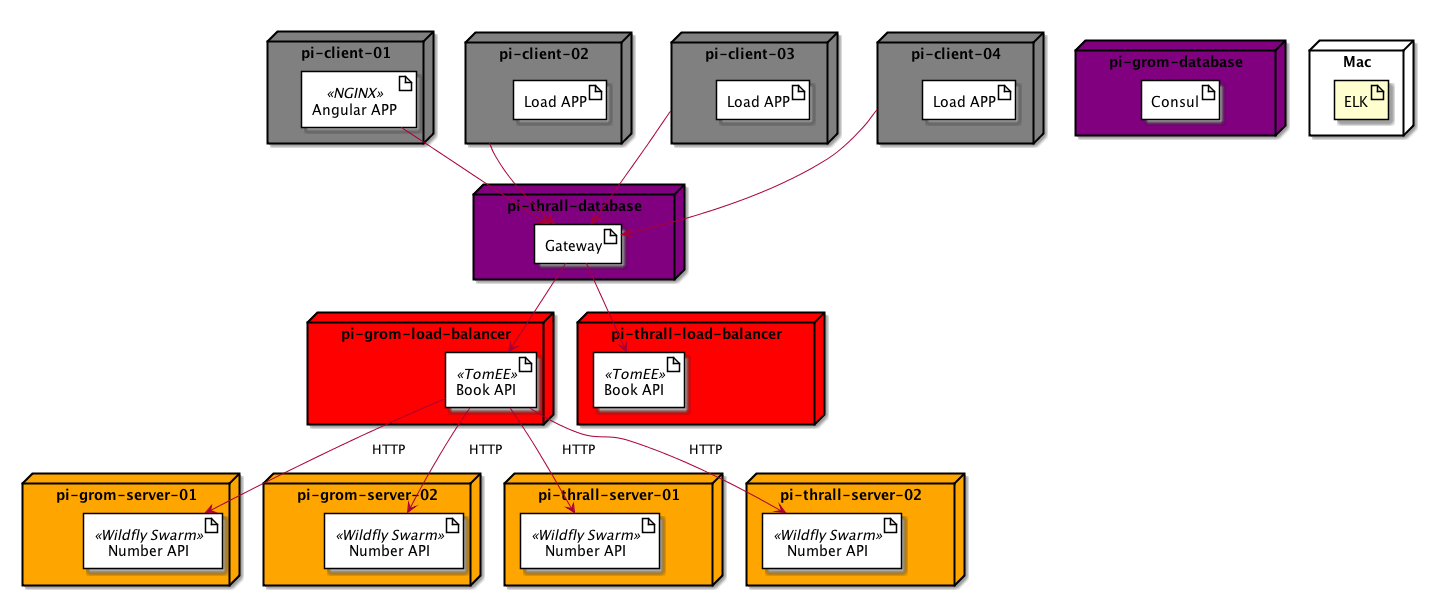 pi-client-01
«NGINX»
Angular APP
pi-client-02
Load APP
pi-client-03
Load APP
pi-client-04
Load APP
pi-grom-database
Consul
Mac
ELK
pi-thrall-database
Gateway
pi-grom-load-balancer
«TomEE»
Book API
pi-thrall-load-balancer
«TomEE»
Book API
HTTP
HTTP
HTTP
HTTP
pi-grom-server-01
«Wildfly Swarm»
Number API
pi-grom-server-02
«Wildfly Swarm»
Number API
pi-thrall-server-01
«Wildfly Swarm»
Number API
pi-thrall-server-02
«Wildfly Swarm»
Number API